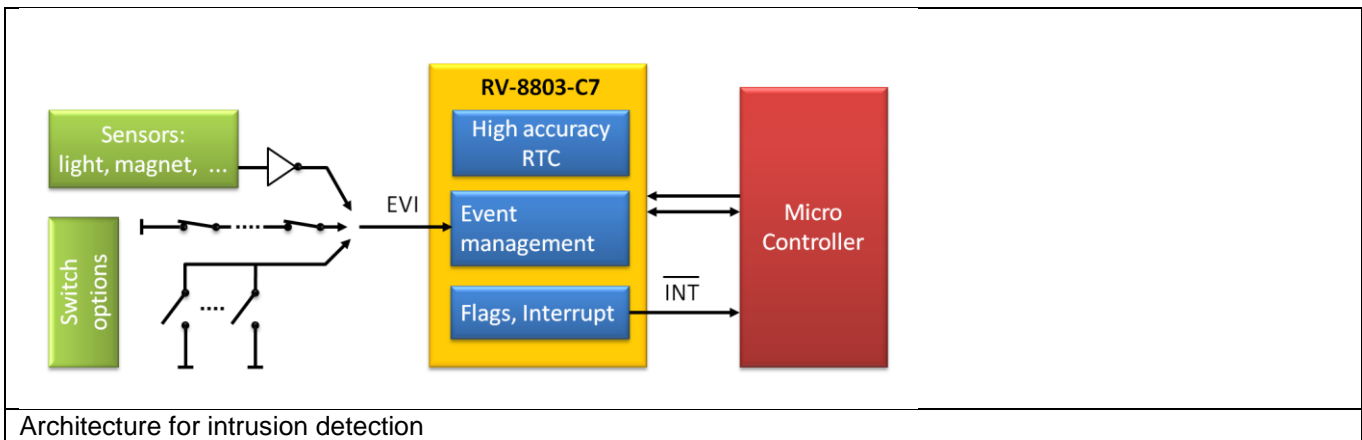 RV-8803-C7
Sensors:
light, magnet, ...
High accuracy
RTC
EVI
Event
management
Micro
Controller
Switch
options
INT
Flags, Interrupt
Architecture for intrusion detection